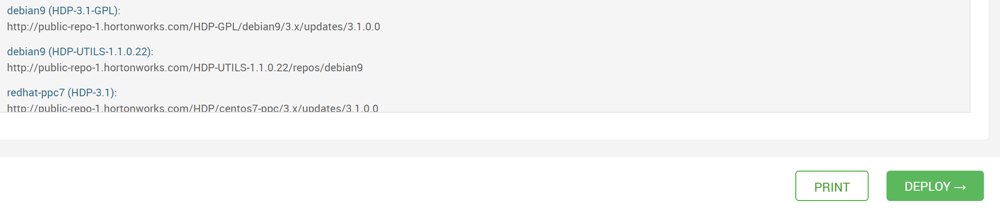 debian9 (HDP-3.1-GPL):
http://public-repo-1.hortonworks.com/HDP-GPL/debian9/3.x/updates/3.1.0.0
debian9 (HDP-UTILS-1.1.0.22):
http://public-repo-1.hortonworks.com/HDP-UTILS-1.1.0.22/repos/debian9
redhat-ppc7 (HDP-3.1):
http://public-repo-1.hortonworks.com/HDP/centos7-ppc/3.x/updates/3.1.0.0
PRINT
DEPLOY →